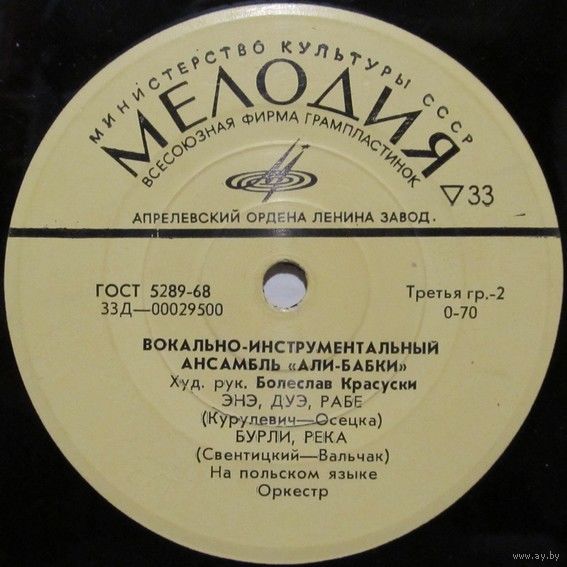 МИНИСТЕРСТВО КУЛЬТУРЫ СССР
МЕЛОДИЯ
ВСЕСОЮЗНАЯ ФИРМА ГРАМПЛАСТИНОК
▽33
АПРЕЛЕВСКИЙ ОРДЕНА ЛЕНИНА ЗАВОД.
ГОСТ 5289-68 Третья гр.-2
33Д—00029500 0-70
ВОКАЛЬНО-ИНСТРУМЕНТАЛЬНЫЙ
АНСАМБЛЬ «АЛИ-БАБКИ»
Худ. рук. Болеслав Красуски
ЭНЭ, ДУЭ, РАБЕ
(Курулевич—Осецка)
БУРЛИ, РЕКА
(Свентицкий—Вальчак)
На польском языке
Оркестр
www.ay.by